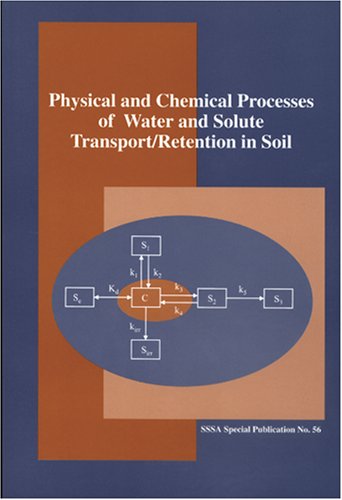 Physical and Chemical Processes
of Water and Solute
Transport/Retention in Soil
S1
k1 k2
Se Kd C k3 S2 k5 S3
k4
kirr
Sirr
SSSA Special Publication No. 56